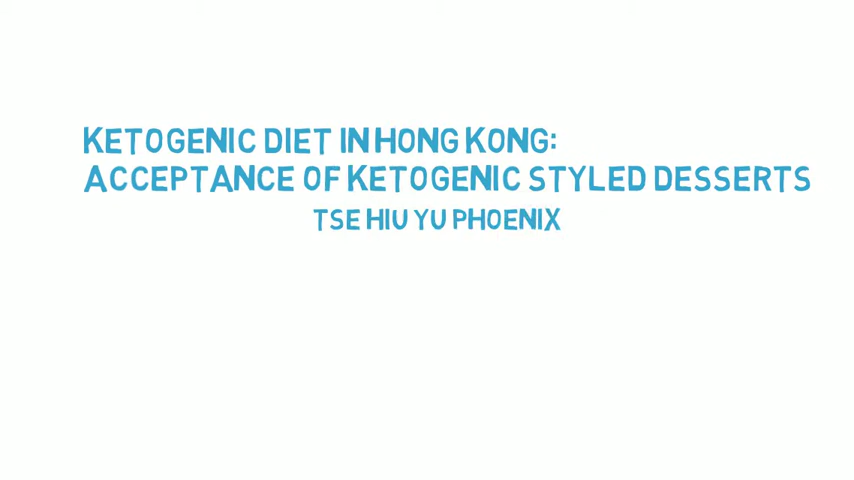 KETOGENIC DIET IN HONG KONG:
ACCEPTANCE OF KETOGENIC STYLED DESSERTS
TSE HIU YU PHOENIX